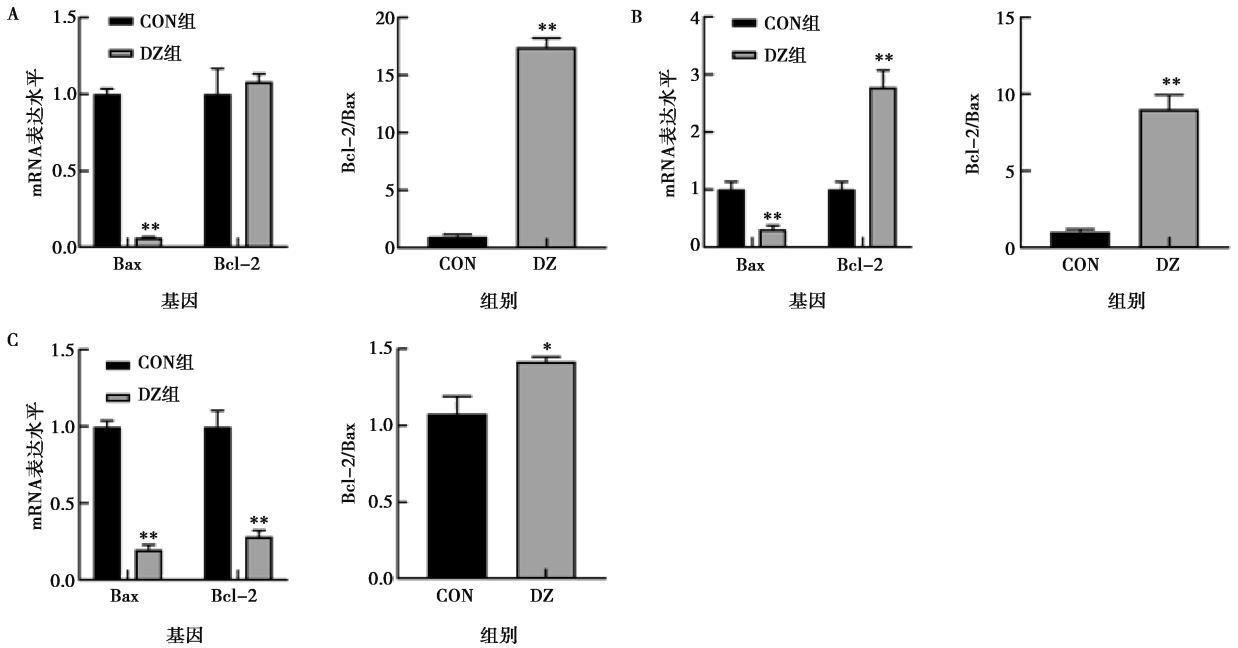 A
1.5
1.0
0.5
0.0
mRNA表达水平
CON组
DZ组
**
Bax
Bcl-2
基因
20
15
10
5
0
Bcl-2/Bax
**
CON
DZ
组别
B
4
3
2
1
0
mRNA表达水平
CON组
DZ组
**
**
Bax
Bcl-2
基因
15
10
5
0
Bcl-2/Bax
**
CON
DZ
组别
C
1.5
1.0
0.5
0.0
mRNA表达水平
CON组
DZ组
**
**
Bax
Bcl-2
基因
1.5
1.0
0.5
0.0
Bcl-2/Bax
*
CON
DZ
组别